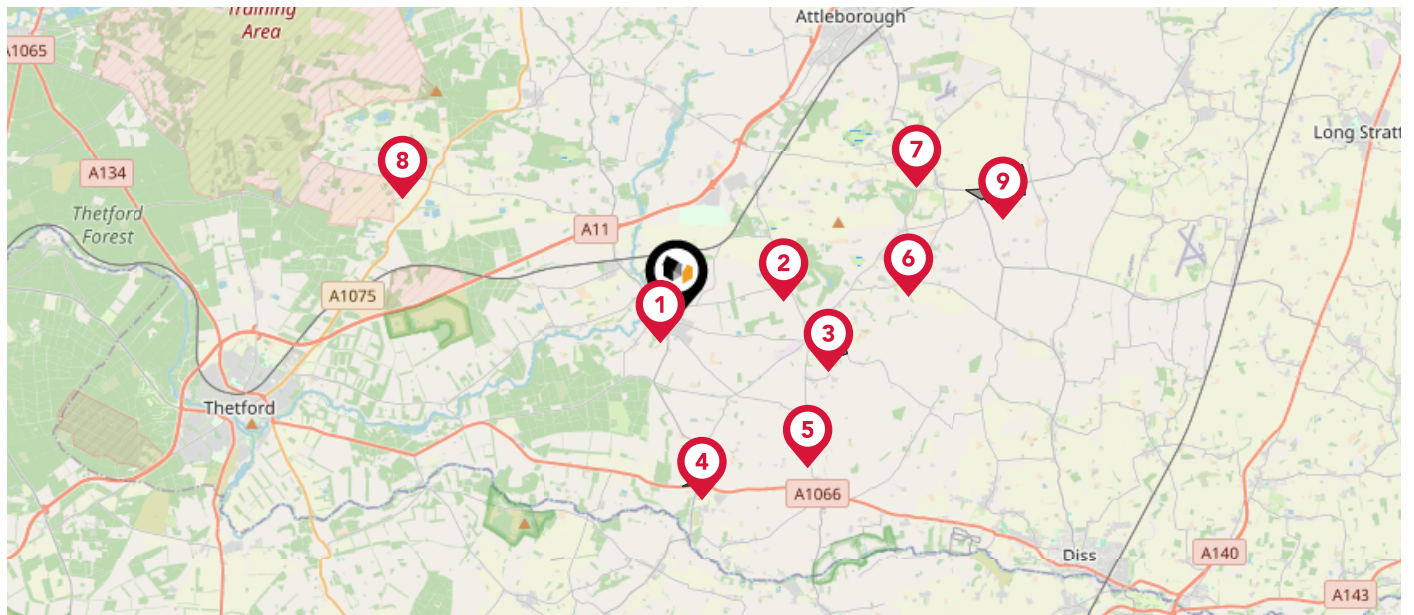 Training
Area
Attleborough
A1065
Long Stratt
7
8
9
A134
Thetford
Forest
A11
6
2
A1075
1
3
Thetford
5
4
A1066
Diss
A140
A143